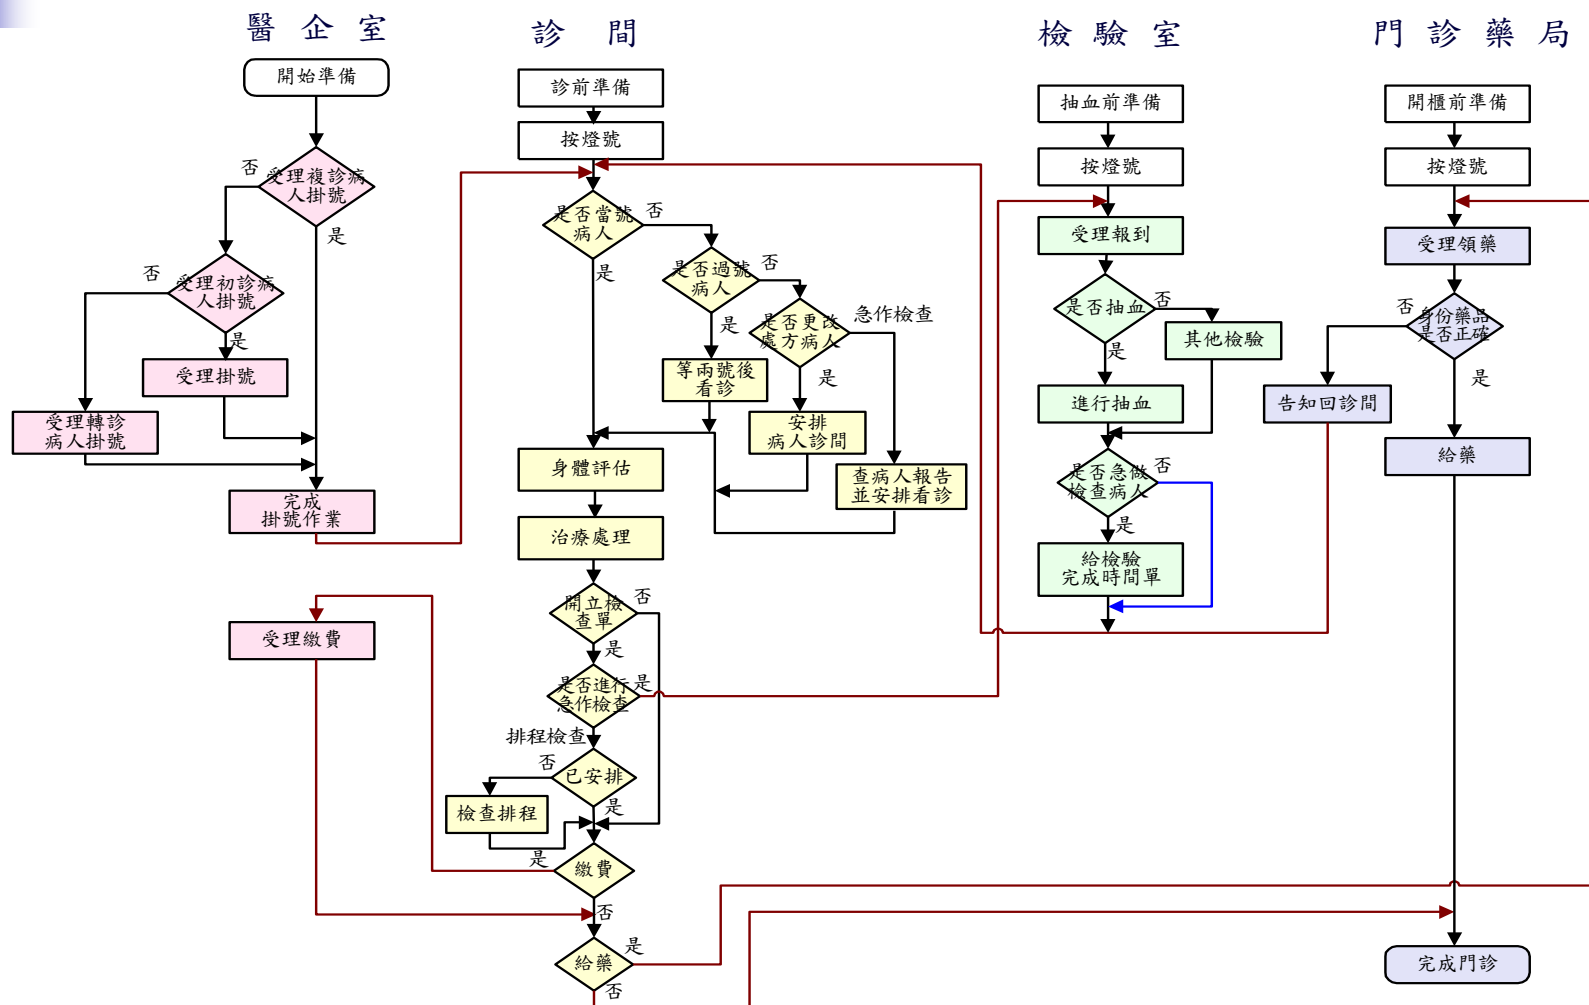 醫企室
診間
檢驗室
門診藥局
開始準備
否
受理複診病
人掛號
是
否
受理初診病
人掛號
是
受理掛號
受理轉診
病人掛號
完成
掛號作業
受理繳費
診前準備
按燈號
是否當號
病人
否
是
是否過號
病人
否
是
是否更改
處方病人
急作檢查
是
等兩號後
看診
安排
病人診間
查病人報告
並安排看診
身體評估
治療處理
開立檢
查單
否
是
是否進行
急作檢查
是
排程檢查
否
已安排
是
檢查排程
是
繳費
否
是
給藥
否
抽血前準備
按燈號
受理報到
是否抽血
否
是
其他檢驗
進行抽血
是否急做
檢查病人
否
是
給檢驗
完成時間單
開櫃前準備
按燈號
受理領藥
否
身份藥品
是否正確
是
告知回診間
給藥
完成門診